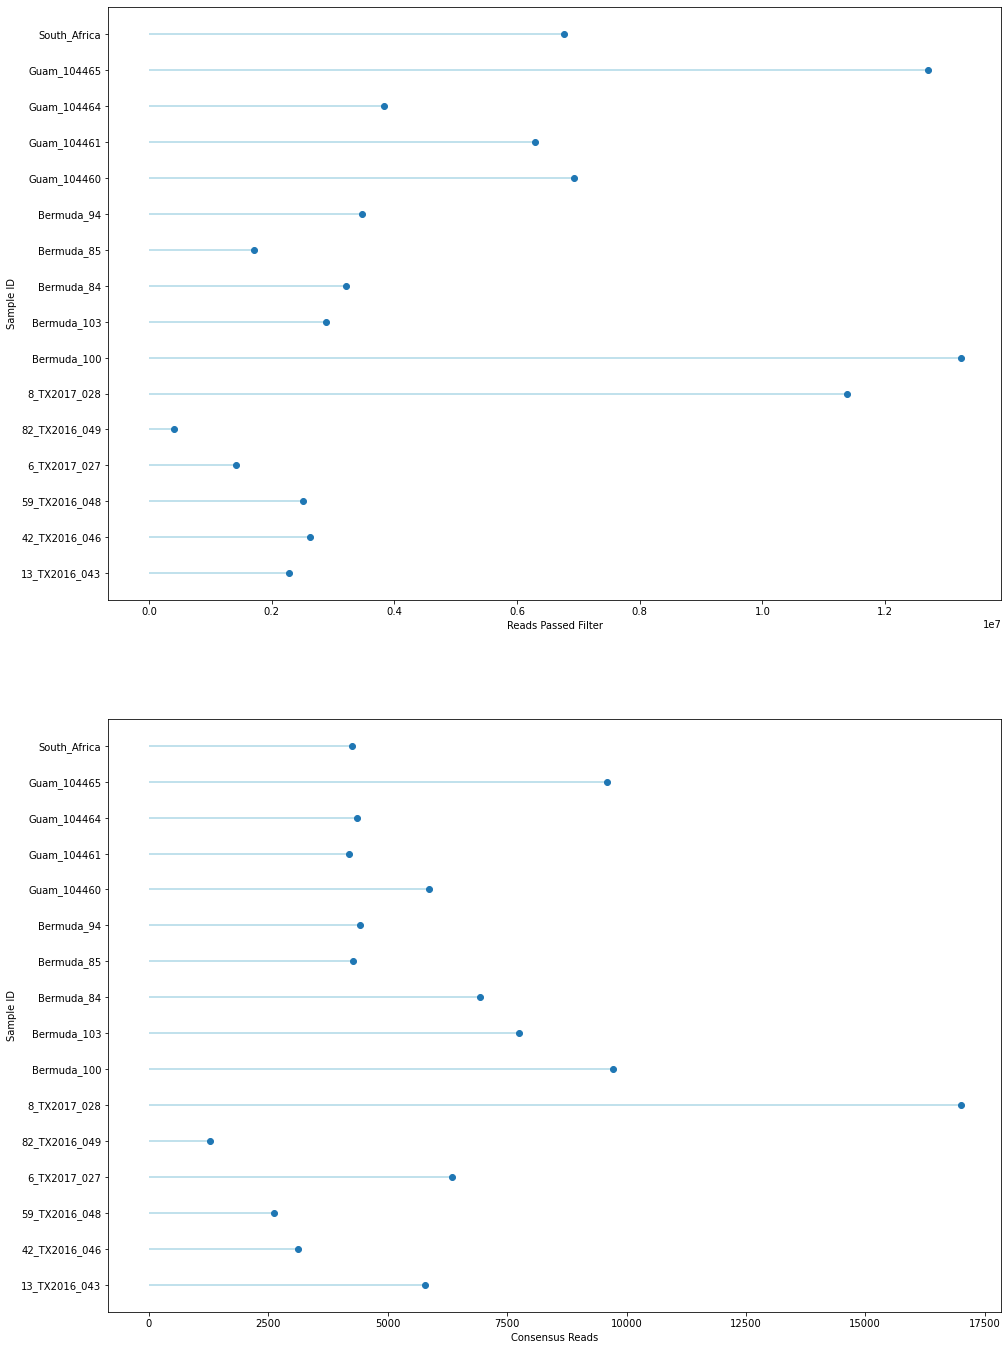 South_Africa
Guam_104465
Guam_104464
Guam_104461
Guam_104460
Bermuda_94
Bermuda_85
Bermuda_84
Bermuda_103
Bermuda_100
8_TX2017_028
82_TX2016_049
6_TX2017_027
59_TX2016_048
42_TX2016_046
13_TX2016_043
Sample ID
0.0 0.2 0.4 0.6 0.8 1.0 1.2
1e7
Reads Passed Filter
South_Africa
Guam_104465
Guam_104464
Guam_104461
Guam_104460
Bermuda_94
Bermuda_85
Bermuda_84
Bermuda_103
Bermuda_100
8_TX2017_028
82_TX2016_049
6_TX2017_027
59_TX2016_048
42_TX2016_046
13_TX2016_043
Sample ID
0 2500 5000 7500 10000 12500 15000 17500
Consensus Reads